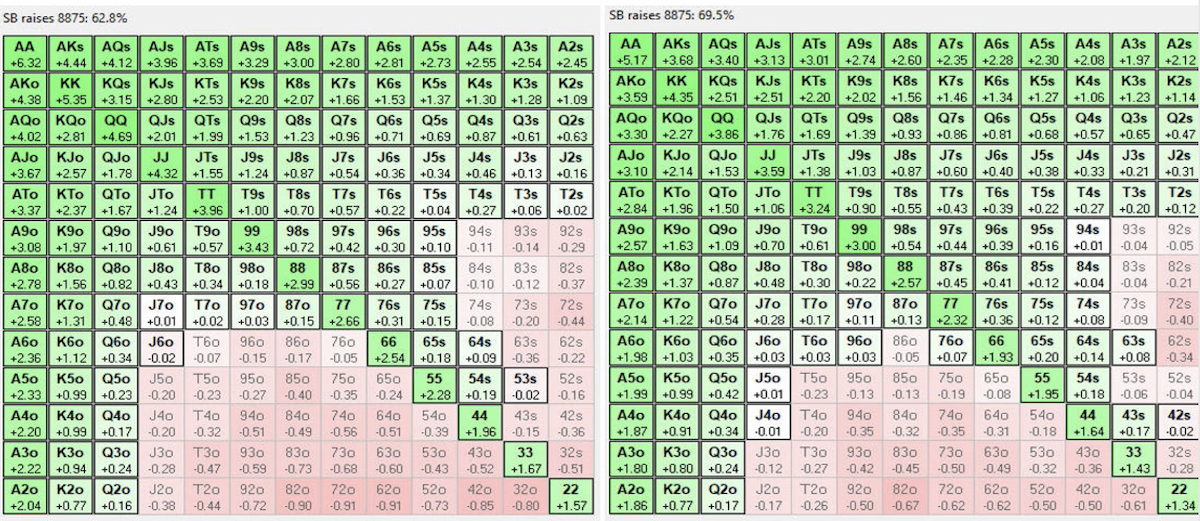 SB raises 8875: 62.8%
AA AKs AQs AJs ATs A9s A8s A7s A6s A5s A4s A3s A2s
+6.32 +4.44 +4.12 +3.96 +3.69 +3.29 +3.00 +2.80 +2.81 +2.73 +2.55 +2.54 +2.45
AKo KK KQs KJs KTs K9s K8s K7s K6s K5s K4s K3s K2s
+4.38 +5.35 +3.15 +2.80 +2.53 +2.20 +2.07 +1.66 +1.53 +1.37 +1.30 +1.28 +1.09
AQo KQo QQ QJs QTs Q9s Q8s Q7s Q6s Q5s Q4s Q3s Q2s
+4.02 +2.81 +4.69 +2.01 +1.99 +1.53 +1.23 +0.96 +0.71 +0.69 +0.87 +0.61 +0.63
AJo KJo QJo JJ JTs J9s J8s J7s J6s J5s J4s J3s J2s
+3.67 +2.57 +1.78 +4.32 +1.55 +1.24 +0.87 +0.54 +0.36 +0.34 +0.46 +0.13 +0.16
ATo KTo QTo JTo TT T9s T8s T7s T6s T5s T4s T3s T2s
+3.37 +2.37 +1.67 +1.24 +3.96 +1.00 +0.70 +0.57 +0.22 +0.04 +0.27 +0.06 +0.02
A9o K9o Q9o J9o T9o 99 98s 97s 96s 95s 94s 93s 92s
+3.08 +1.97 +1.10 +0.61 +0.57 +3.43 +0.72 +0.42 +0.30 +0.10 -0.11 -0.14 -0.29
A8o K8o Q8o J8o T8o 98o 88 87s 86s 85s 84s 83s 82s
+2.78 +1.56 +0.82 +0.43 +0.34 +0.18 +2.99 +0.56 +0.27 +0.07 -0.10 -0.12 -0.37
A7o K7o Q7o J7o T7o 97o 87o 77 76s 75s 74s 73s 72s
+2.58 +1.31 +0.48 +0.01 +0.02 +0.03 +0.15 +2.66 +0.31 +0.15 -0.08 -0.20 -0.44
A6o K6o Q6o J6o T6o 96o 86o 76o 66 65s 64s 63s 62s
+2.36 +1.12 +0.34 -0.02 -0.07 -0.15 -0.17 -0.05 +2.54 +0.18 +0.09 -0.36 -0.22
A5o K5o Q5o J5o T5o 95o 85o 75o 65o 55 54s 53s 52s
+2.33 +0.99 +0.23 -0.20 -0.23 -0.27 -0.40 -0.35 -0.24 +2.28 +0.19 -0.02 -0.16
A4o K4o Q4o J4o T4o 94o 84o 74o 64o 54o 44 43s 42s
+2.20 +0.99 +0.17 -0.20 -0.32 -0.51 -0.49 -0.56 -0.51 -0.39 +1.96 -0.15 -0.36
A3o K3o Q3o J3o T3o 93o 83o 73o 63o 53o 43o 33 32s
+2.22 +0.94 +0.24 -0.28 -0.47 -0.59 -0.73 -0.68 -0.60 -0.43 -0.52 +1.67 -0.51
A2o K2o Q2o J2o T2o 92o 82o 72o 62o 52o 42o 32o 22
+2.04 +0.77 +0.16 -0.38 -0.44 -0.72 -0.90 -0.91 -0.91 -0.73 -0.85 -0.80 +1.57
SB raises 8875: 69.5%
AA AKs AQs AJs ATs A9s A8s A7s A6s A5s A4s A3s A2s
+5.17 +3.68 +3.40 +3.13 +3.01 +2.74 +2.60 +2.35 +2.28 +2.30 +2.08 +1.97 +2.12
AKo KK KQs KJs KTs K9s K8s K7s K6s K5s K4s K3s K2s
+3.59 +4.35 +2.51 +2.51 +2.20 +2.02 +1.56 +1.46 +1.34 +1.27 +1.06 +1.23 +1.14
AQo KQo QQ QJs QTs Q9s Q8s Q7s Q6s Q5s Q4s Q3s Q2s
+3.30 +2.27 +3.86 +1.76 +1.69 +1.39 +0.93 +0.86 +0.81 +0.68 +0.57 +0.65 +0.47
AJo KJo QJo JJ JTs J9s J8s J7s J6s J5s J4s J3s J2s
+3.10 +2.14 +1.53 +3.59 +1.38 +1.03 +0.87 +0.60 +0.40 +0.38 +0.33 +0.21 +0.31
ATo KTo QTo JTo TT T9s T8s T7s T6s T5s T4s T3s T2s
+2.84 +1.96 +1.50 +1.06 +3.24 +0.90 +0.55 +0.43 +0.39 +0.22 +0.27 +0.20 +0.12
A9o K9o Q9o J9o T9o 99 98s 97s 96s 95s 94s 93s 92s
+2.57 +1.63 +1.09 +0.70 +0.61 +3.00 +0.54 +0.44 +0.39 +0.16 +0.01 -0.04 -0.05
A8o K8o Q8o J8o T8o 98o 88 87s 86s 85s 84s 83s 82s
+2.39 +1.37 +0.87 +0.48 +0.30 +0.22 +2.57 +0.45 +0.41 +0.12 +0.04 -0.04 -0.21
A7o K7o Q7o J7o T7o 97o 87o 77 76s 75s 74s 73s 72s
+2.14 +1.22 +0.54 +0.28 +0.17 +0.11 +0.13 +2.32 +0.36 +0.12 +0.08 -0.09 -0.40
A6o K6o Q6o J6o T6o 96o 86o 76o 66 65s 64s 63s 62s
+1.98 +1.03 +0.35 +0.03 +0.03 +0.03 -0.05 +0.07 +1.93 +0.20 +0.14 +0.08 -0.34
A5o K5o Q5o J5o T5o 95o 85o 75o 65o 55 54s 53s 52s
+1.99 +0.99 +0.42 +0.01 -0.23 -0.13 -0.13 -0.19 -0.08 +1.95 +0.18 -0.06 -0.04
A4o K4o Q4o J4o T4o 94o 84o 74o 64o 54o 44 43s 42s
+1.87 +0.91 +0.34 -0.01 -0.20 -0.35 -0.32 -0.35 -0.31 -0.18 +1.64 +0.17 -0.02
A3o K3o Q3o J3o T3o 93o 83o 73o 63o 53o 43o 33 32s
+1.80 +0.80 +0.24 -0.12 -0.27 -0.42 -0.45 -0.50 -0.49 -0.32 -0.36 +1.43 -0.28
A2o K2o Q2o J2o T2o 92o 82o 72o 62o 52o 42o 32o 22
+1.86 +0.77 +0.17 -0.17 -0.26 -0.50 -0.67 -0.62 -0.62 -0.50 -0.50 -0.61 +1.34